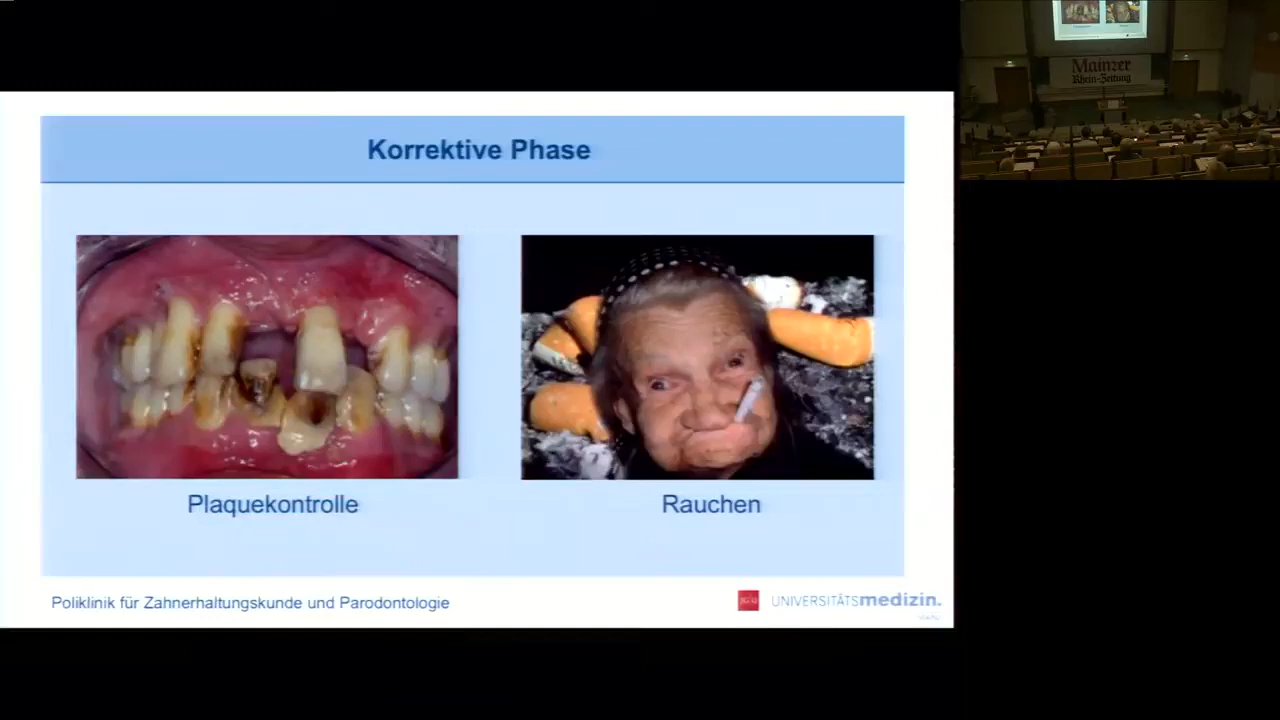 Korrektive Phase
Plaquekontrolle
Rauchen
Poliklinik für Zahnerhaltungskunde und Parodontologie
UNIVERSITÄTSmedizin.
Mainzer
Rhein-Zeitung